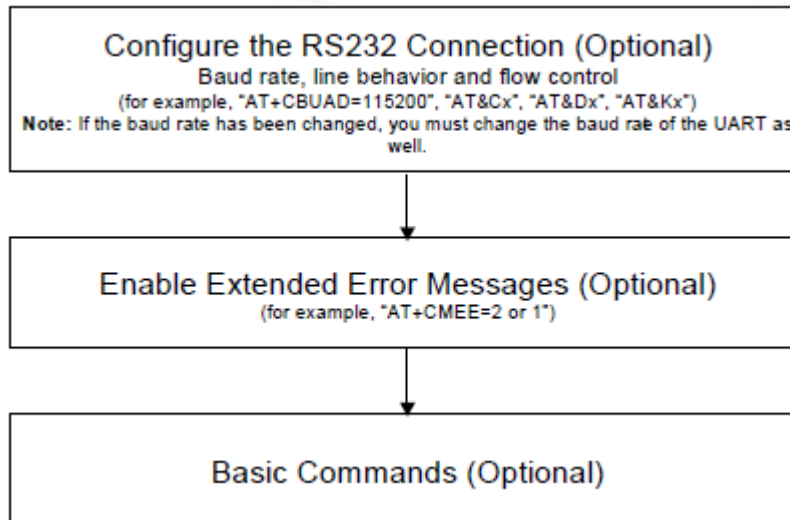 Configure the RS232 Connection (Optional)
Baud rate, line behavior and flow control
(for example, “AT+CBUAD=115200”, “AT&Cx”, “AT&Dx”, “AT&Kx”)
Note: If the baud rate has been changed, you must change the baud rate of the UART as
well.
Enable Extended Error Messages (Optional)
(for example, “AT+CMEE=2 or 1”)
Basic Commands (Optional)